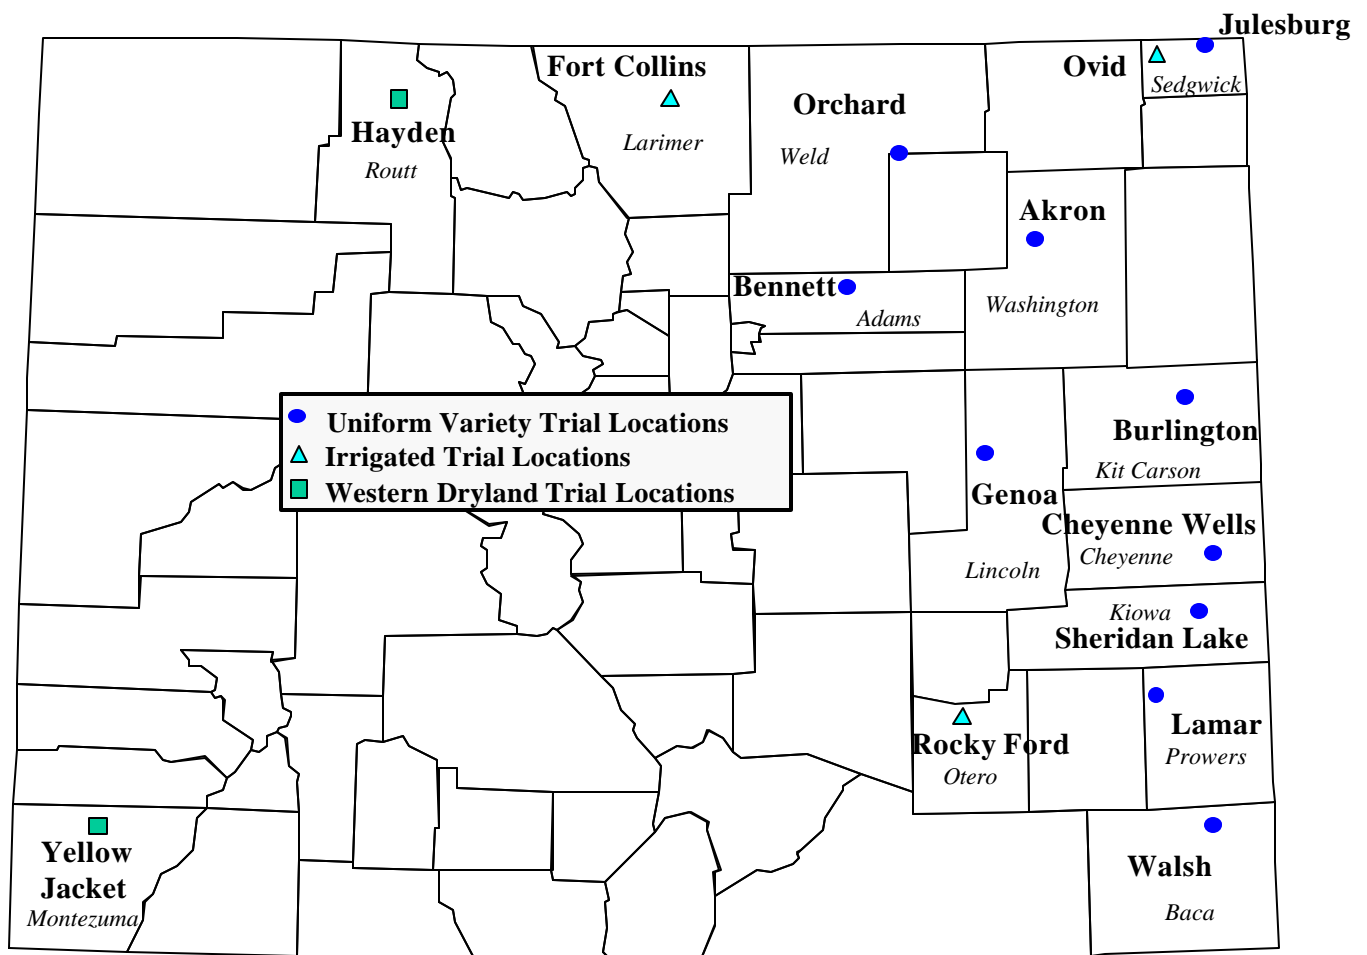 Julesburg
Fort Collins
Ovid
Sedgwick
Orchard
Hayden
Larimer
Weld
Routt
Akron
Bennett
Adams
Washington
Uniform Variety Trial Locations
Irrigated Trial Locations
Western Dryland Trial Locations
Burlington
Kit Carson
Genoa
Cheyenne Wells
Cheyenne
Lincoln
Kiowa
Sheridan Lake
Lamar
Prowers
Rocky Ford
Otero
Yellow
Jacket
Montezuma
Walsh
Baca